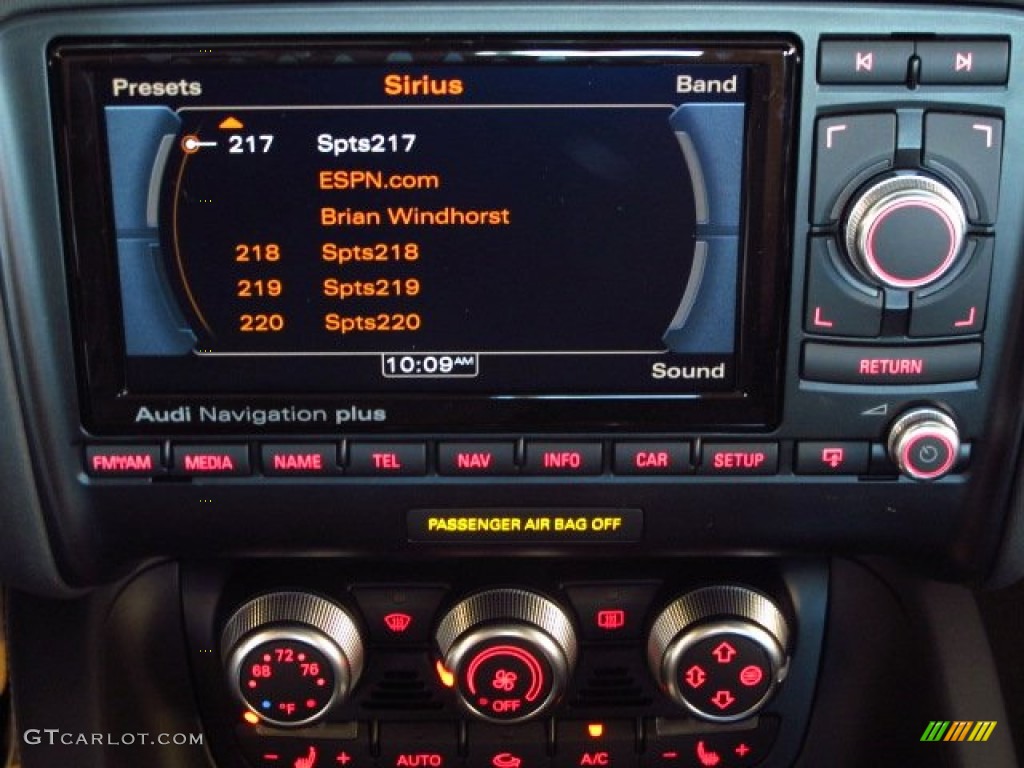 Presets Sirius Band
217 Spts217
ESPN.com
Brian Windhorst
218 Spts218
219 Spts219
220 Spts220
10:09AM
Sound
Audi Navigation plus
RETURN
FM/AM MEDIA NAME TEL NAV INFO CAR SETUP
PASSENGER AIR BAG OFF
68 72 76
°F
OFF
- + AUTO A/C - +
GTCARLOT.COM